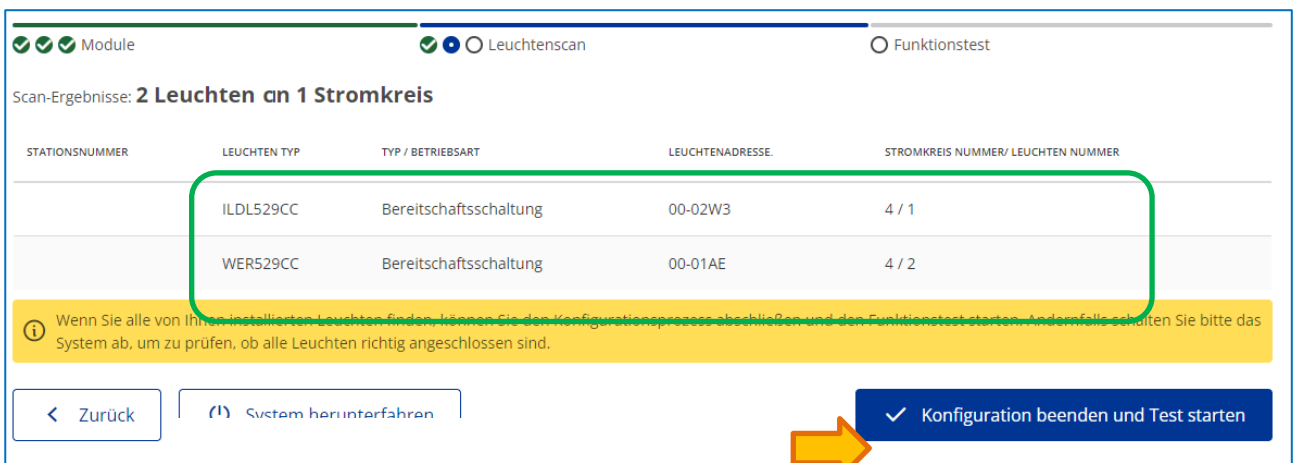 Module Leuchtenscan Funktionstest
Scan-Ergebnisse: 2 Leuchten an 1 Stromkreis
STATIONSNUMMER LEUCHTEN TYP TYP / BETRIEBSART LEUCHTENADRESSE. STROMKREIS NUMMER/ LEUCHTEN NUMMER
ILDL529CC Bereitschaftsschaltung 00-02W3 4 / 1
WER529CC Bereitschaftsschaltung 00-01AE 4 / 2
Wenn Sie alle von Ihnen installierten Leuchten finden, können Sie den Konfigurationsprozess abschließen und den Funktionstest starten. Andernfalls schalten Sie bitte das
System ab, um zu prüfen, ob alle Leuchten richtig angeschlossen sind.
Zurück System herunterfahren Konfiguration beenden und Test starten